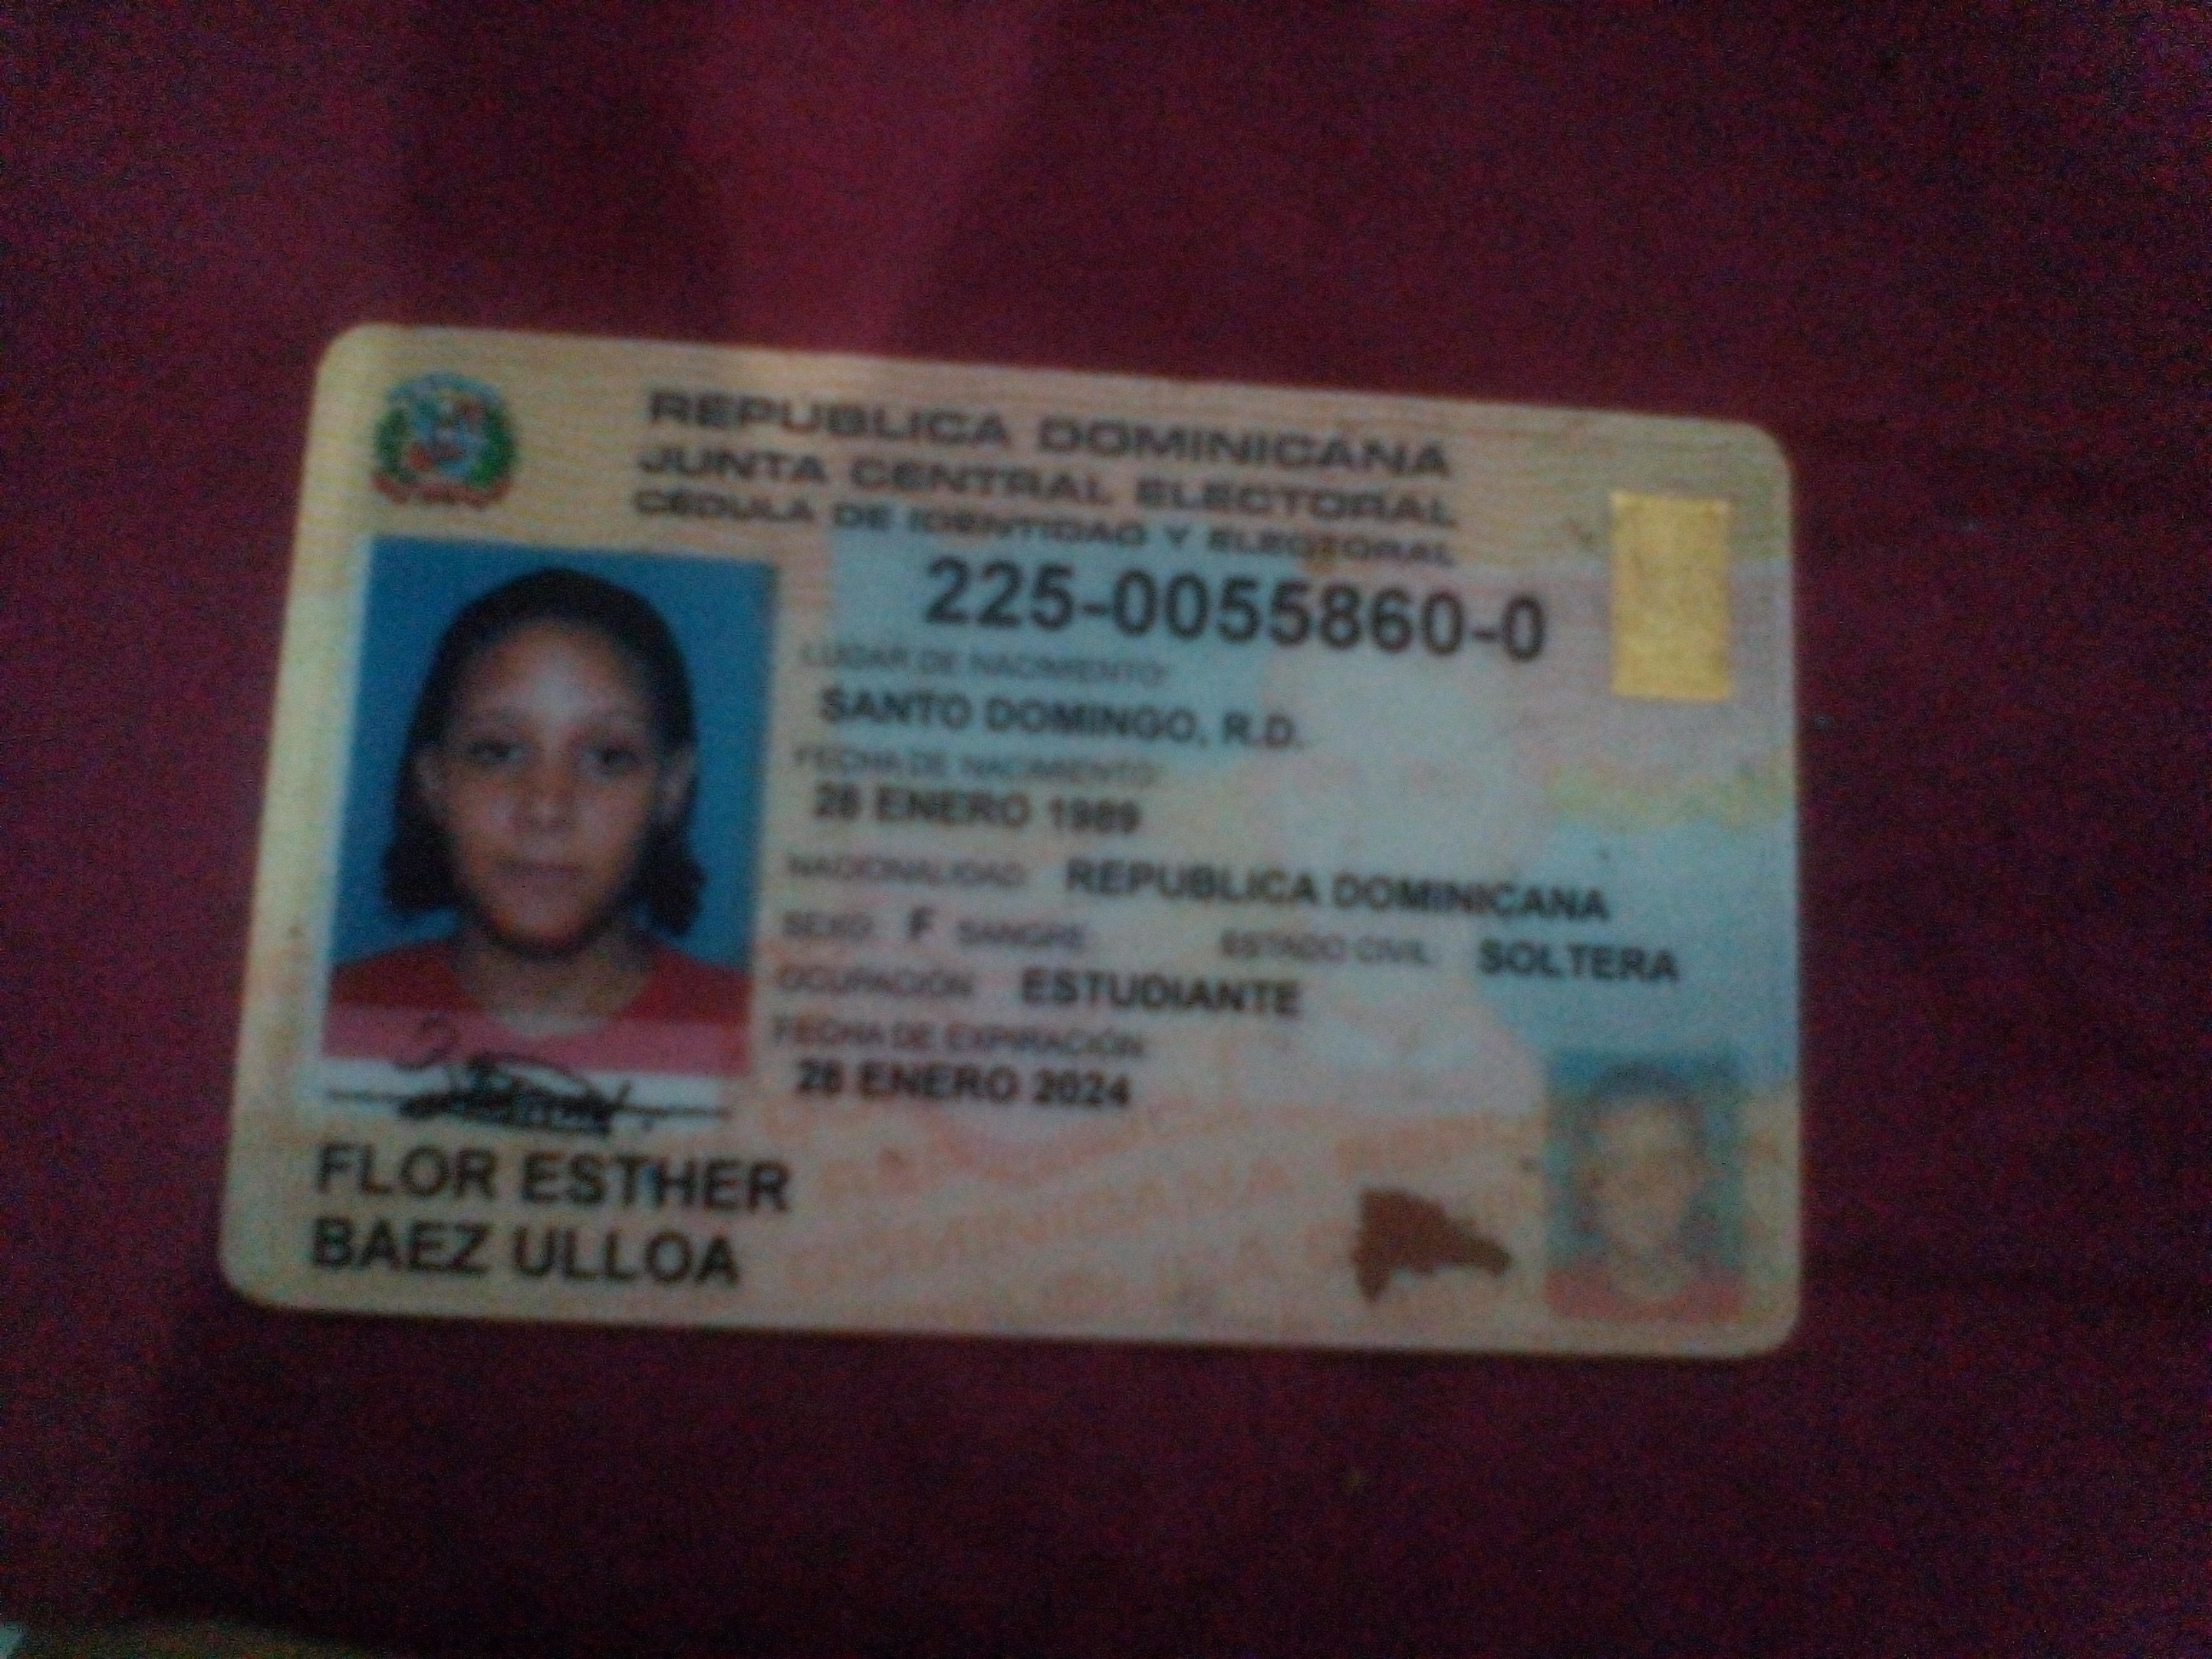 REPUBLICA DOMINICANA
JUNTA CENTRAL ELECTORAL
CÉDULA DE IDENTIDAD Y ELECTORAL
225-0055860-0
LUGAR DE NACIMIENTO:
SANTO DOMINGO, R.D.
FECHA DE NACIMIENTO:
28 ENERO 1989
NACIONALIDAD: REPUBLICA DOMINICANA
SEXO: F SANGRE: ESTADO CIVIL: SOLTERA
OCUPACIÓN: ESTUDIANTE
FECHA DE EXPIRACIÓN:
28 ENERO 2024
FLOR ESTHER
BAEZ ULLOA